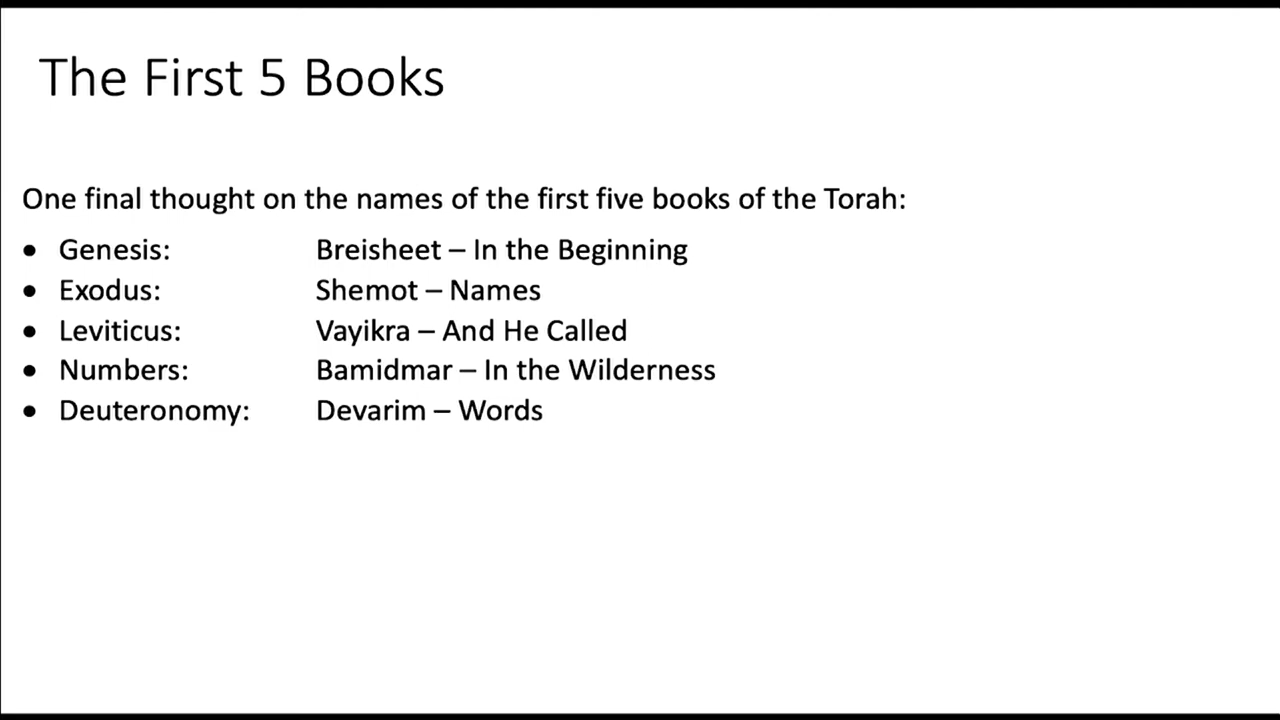 The First 5 Books
One final thought on the names of the first five books of the Torah:
• Genesis: Breisheet – In the Beginning
• Exodus: Shemot – Names
• Leviticus: Vayikra – And He Called
• Numbers: Bamidmar – In the Wilderness
• Deuteronomy: Devarim – Words